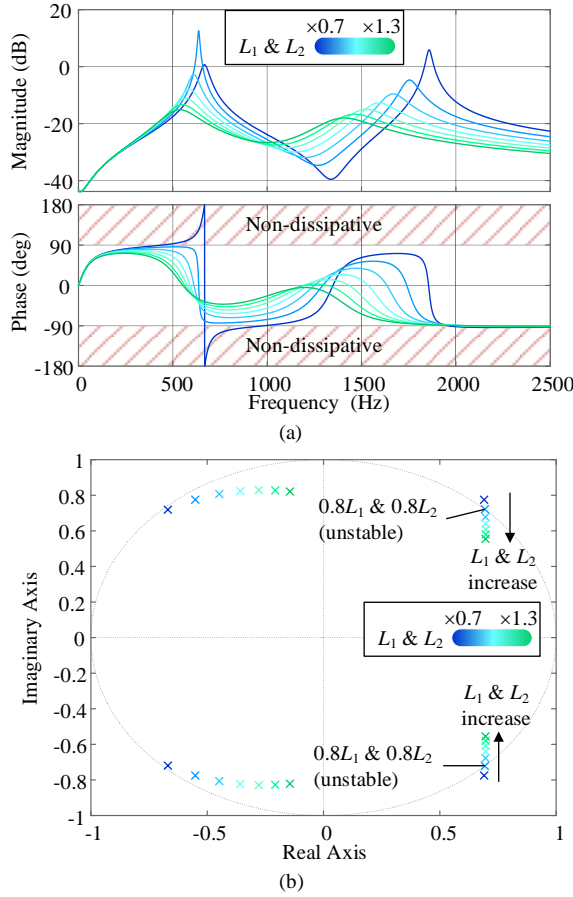 20
0
-20
-40
Magnitude (dB)
×0.7 ×1.3
L1 & L2
180
90
0
-90
-180
Phase (deg)
Non-dissipative
Non-dissipative
0 500 1000 1500 2000 2500
Frequency (Hz)
(a)
1
0.8
0.6
0.4
0.2
0
-0.2
-0.4
-0.6
-0.8
-1
Imaginary Axis
0.8L1 & 0.8L2
(unstable)
L1 & L2
increase
×0.7 ×1.3
L1 & L2
L1 & L2
increase
0.8L1 & 0.8L2
(unstable)
-1 -0.5 0 0.5 1
Real Axis
(b)